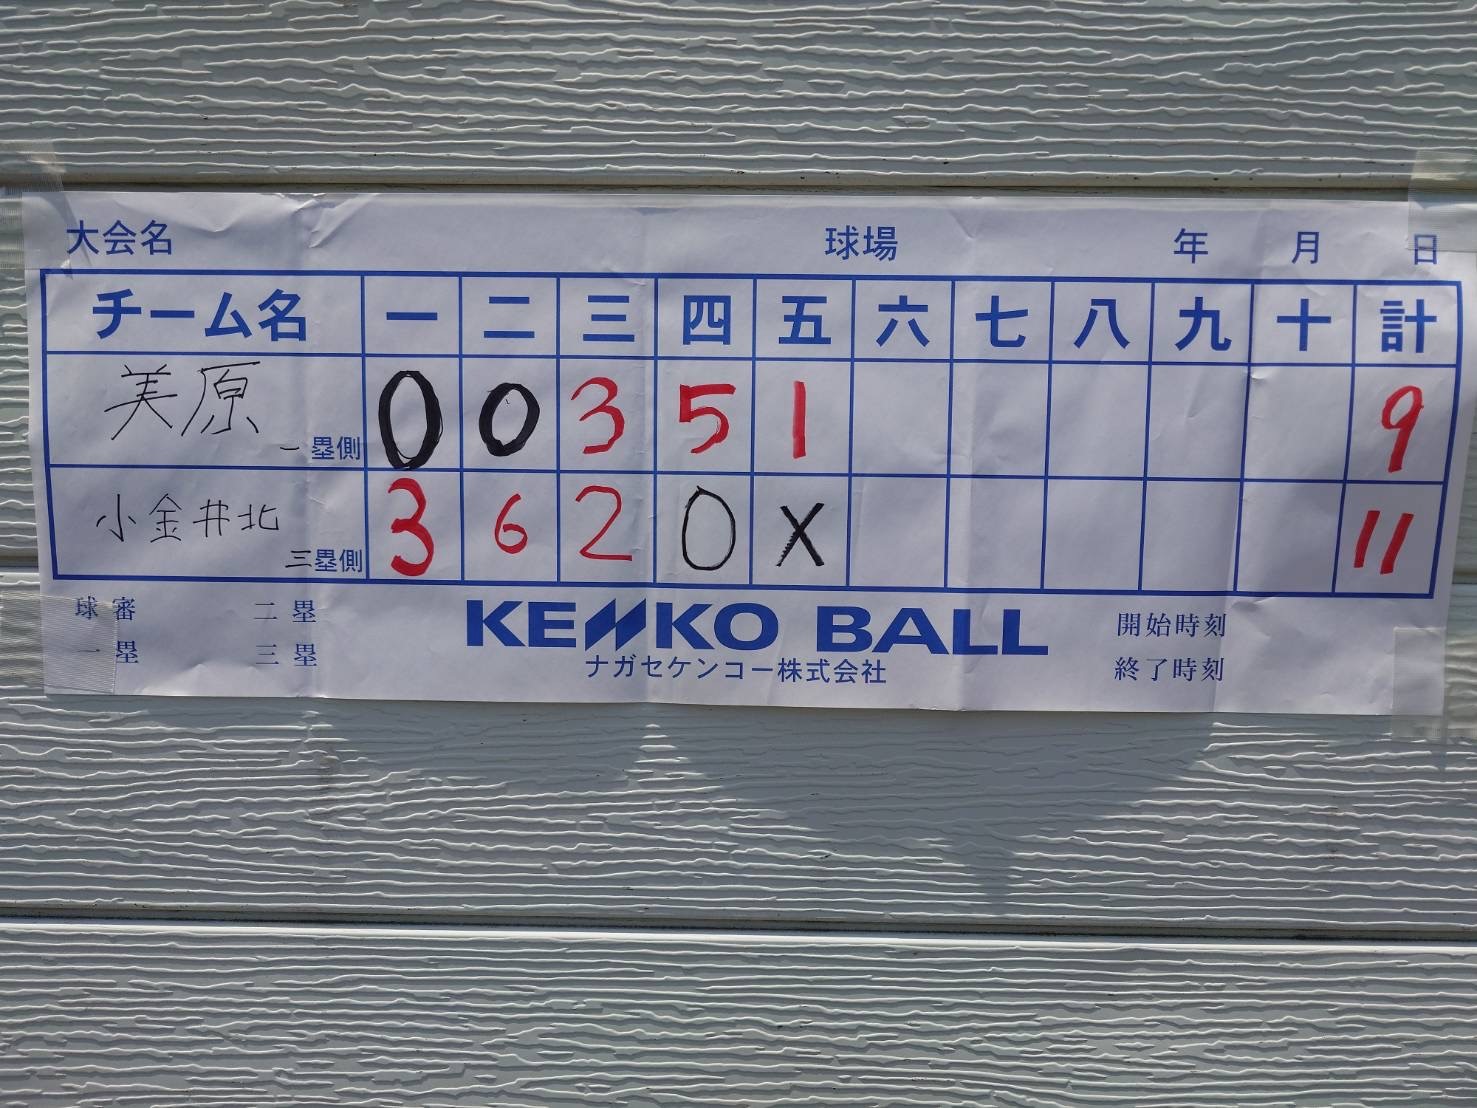 大会名 球場 年 月 日
チーム名 一 二 三 四 五 六 七 八 九 十 計
美原 一塁側 0 0 3 5 1 9
小金井北 三塁側 3 6 2 0 X 11
球審 二塁
一塁 三塁
KENKO BALL
ナガセケンコー株式会社
開始時刻
終了時刻